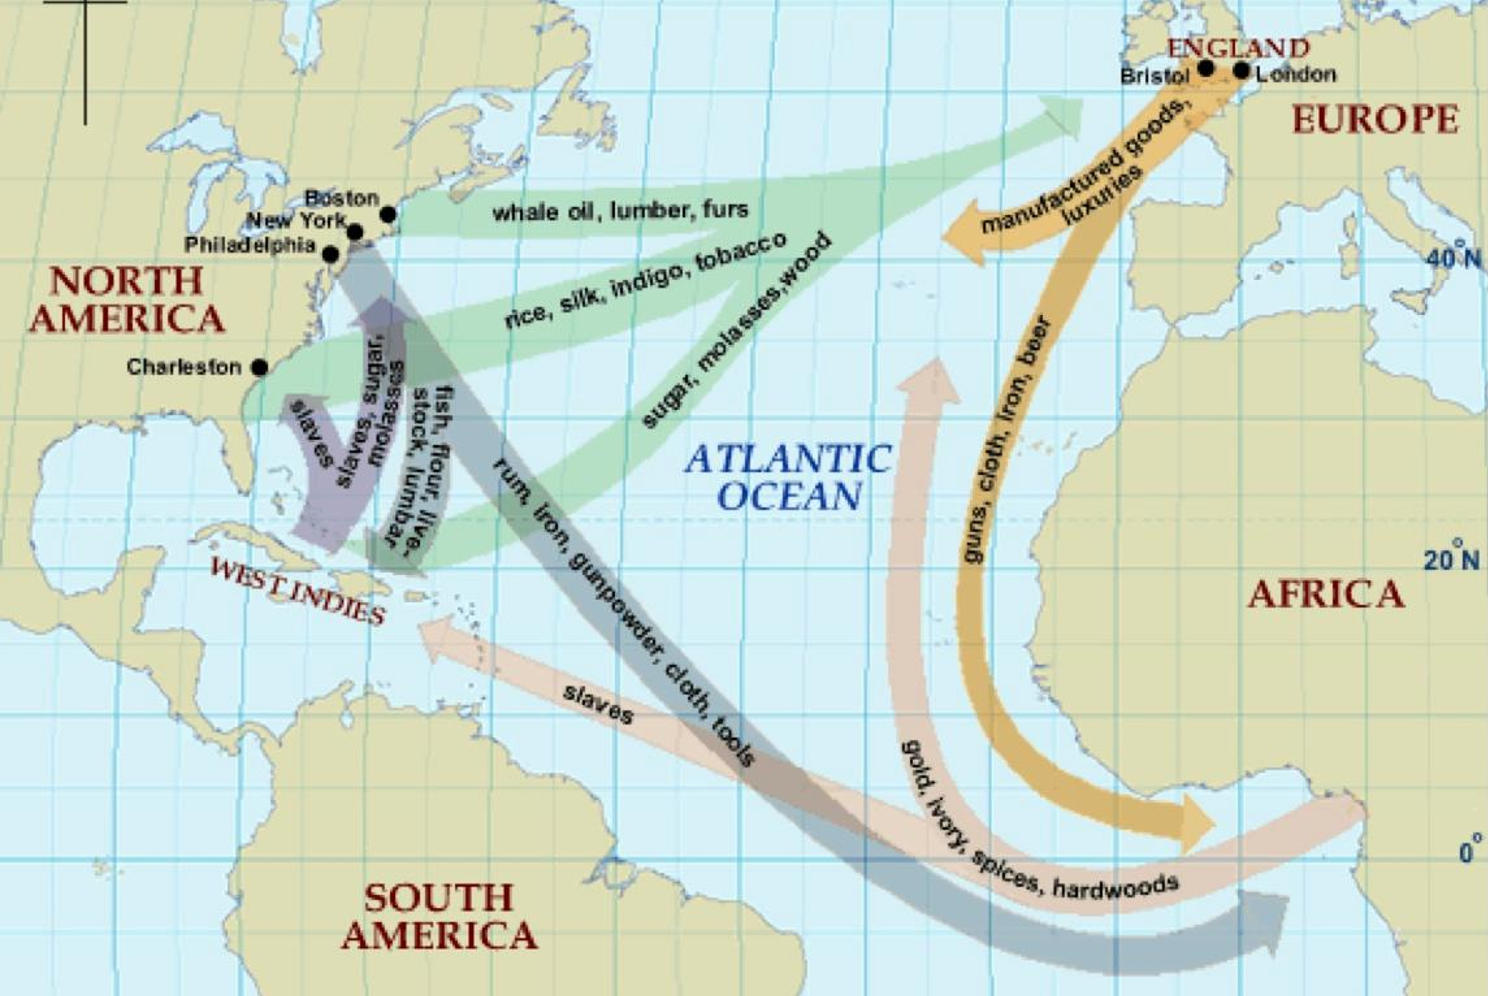 ENGLAND
Bristol
London
EUROPE
manufactured goods,
luxuries
Boston
New York
Philadelphia
whale oil, lumber, furs
rice, silk, indigo, tobacco
sugar, molasses,wood
40°N
NORTH
AMERICA
Charleston
slaves
slaves, sugar,
molasses
fish, flour, live-
stock, lumbar
guns, cloth, iron, beer
ATLANTIC
OCEAN
rum, iron, gunpowder, cloth, tools
20°N
WEST INDIES
AFRICA
slaves
gold, ivory, spices, hardwoods
0°
SOUTH
AMERICA